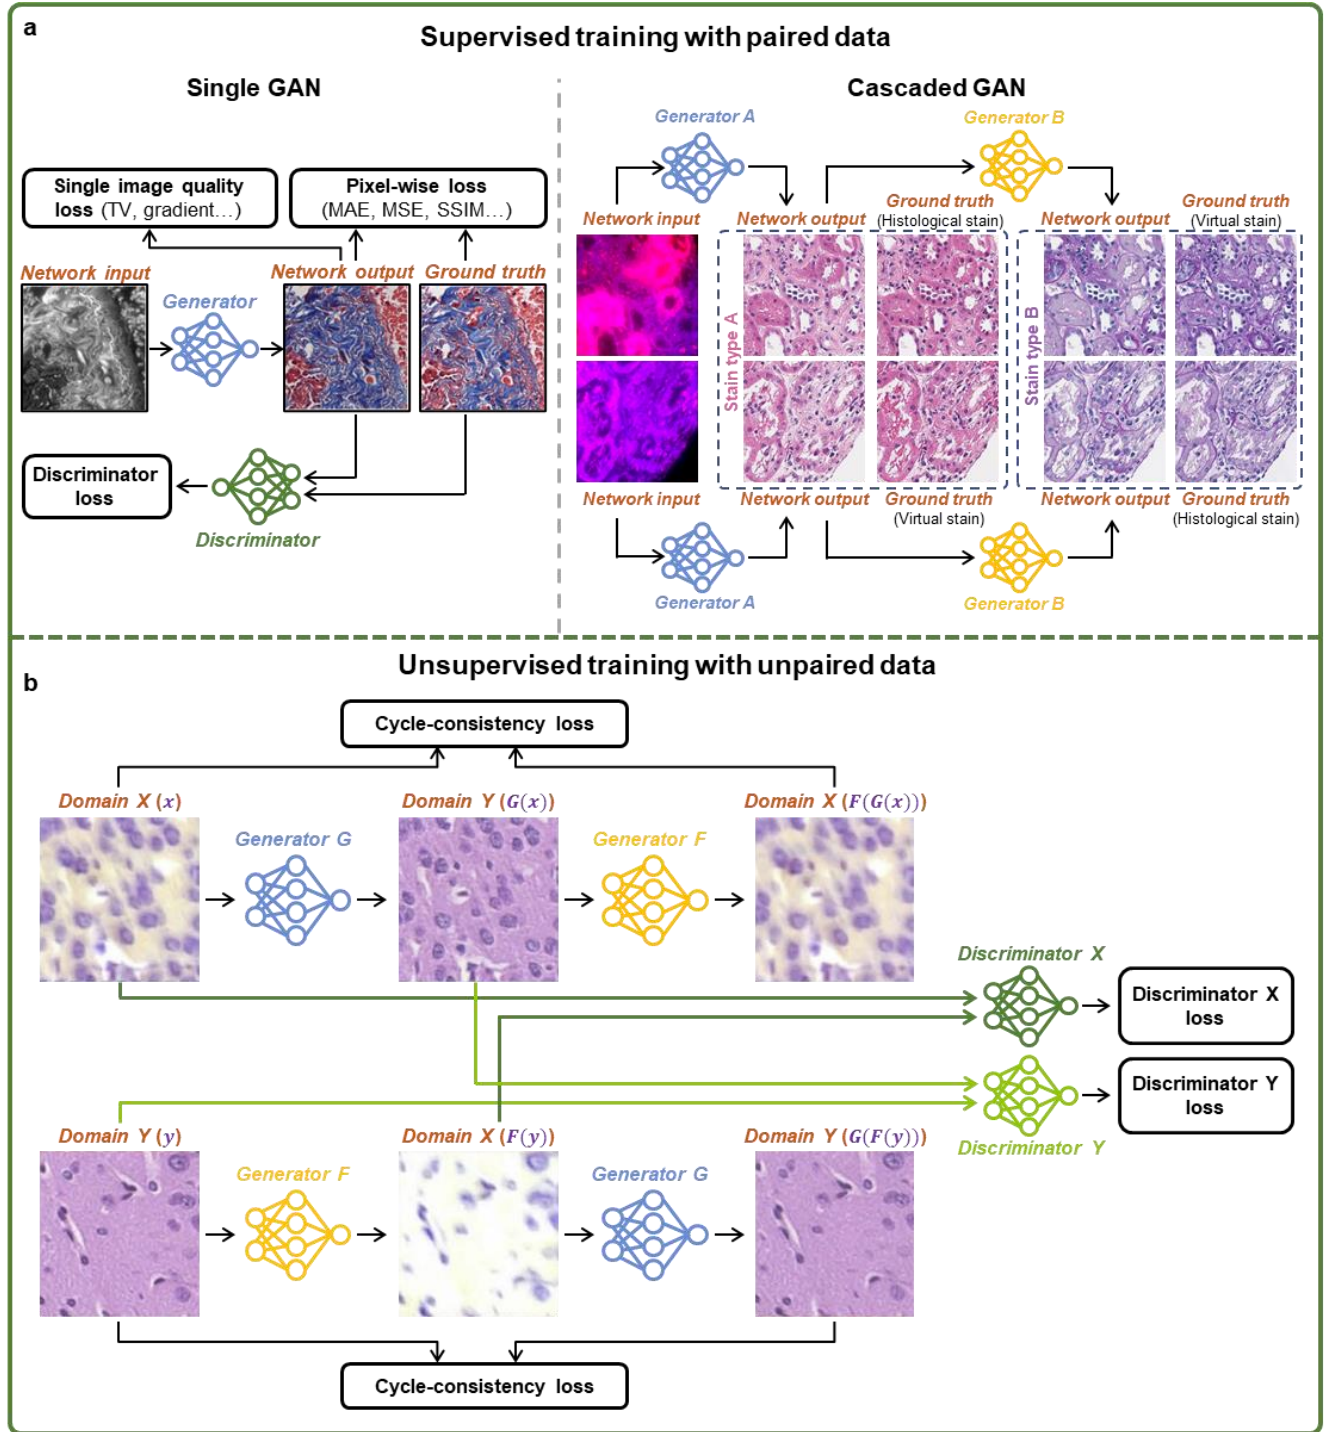 a
Supervised training with paired data
Single GAN
Cascaded GAN
Single image quality
loss (TV, gradient...)
Pixel-wise loss
(MAE, MSE, SSIM...)
Network input
Generator
Network output
Ground truth
Discriminator
loss
Discriminator
Generator A
Generator B
Network input
Network output
Ground truth
(Histological stain)
Network output
Ground truth
(Virtual stain)
Stain type A
Stain type B
Network input
Network output
Ground truth
(Virtual stain)
Network output
Ground truth
(Histological stain)
Generator A
Generator B
Unsupervised training with unpaired data
b
Cycle-consistency loss
Domain X (x)
Generator G
Domain Y (G(x))
Generator F
Domain X (F(G(x)))
Discriminator X
Discriminator X
loss
Discriminator Y
loss
Discriminator Y
Domain Y (y)
Generator F
Domain X (F(y))
Generator G
Domain Y (G(F(y)))
Cycle-consistency loss